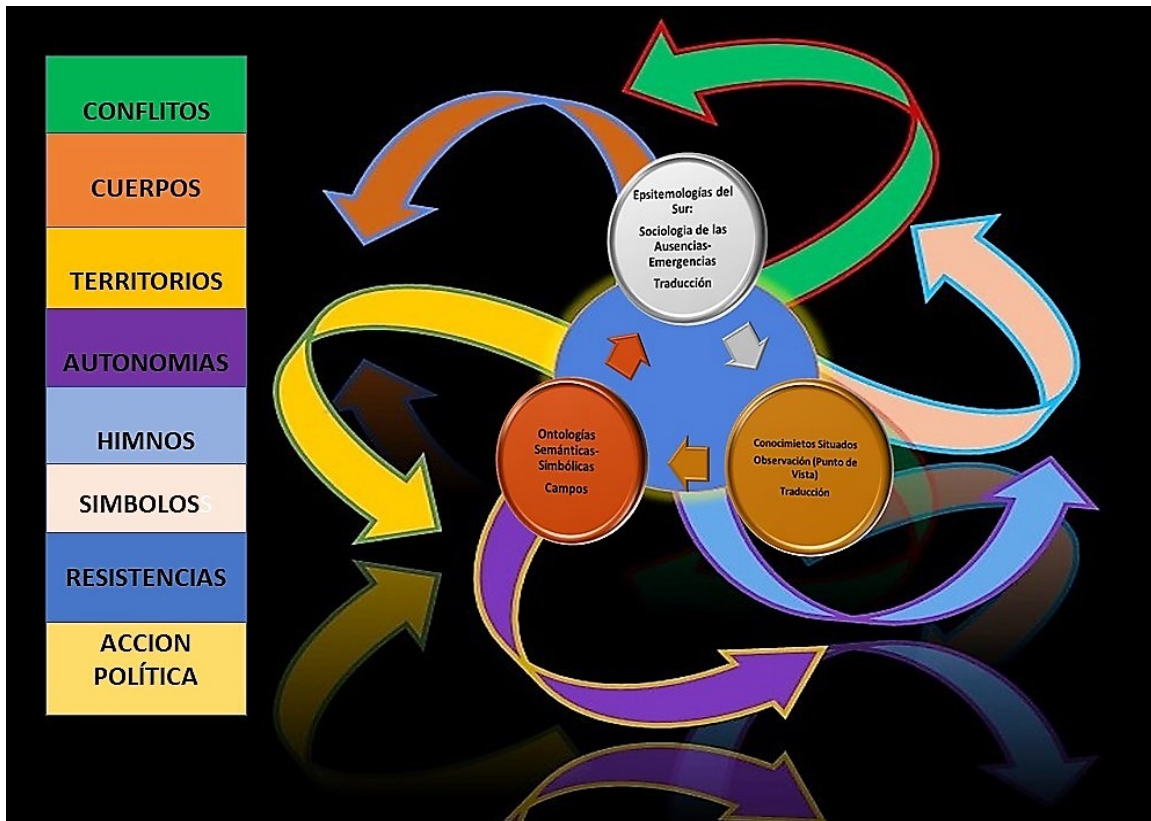 CONFLITOS
CUERPOS
TERRITORIOS
AUTONOMIAS
HIMNOS
SIMBOLOS
RESISTENCIAS
ACCION
POLÍTICA
Epsitemologías del
Sur:
Sociologia de las
Ausencias-
Emergencias
Traducción
Ontologías
Semánticas-
Simbólicas
Campos
Conocimietos Situados
Observación (Punto de
Vista)
Traducción